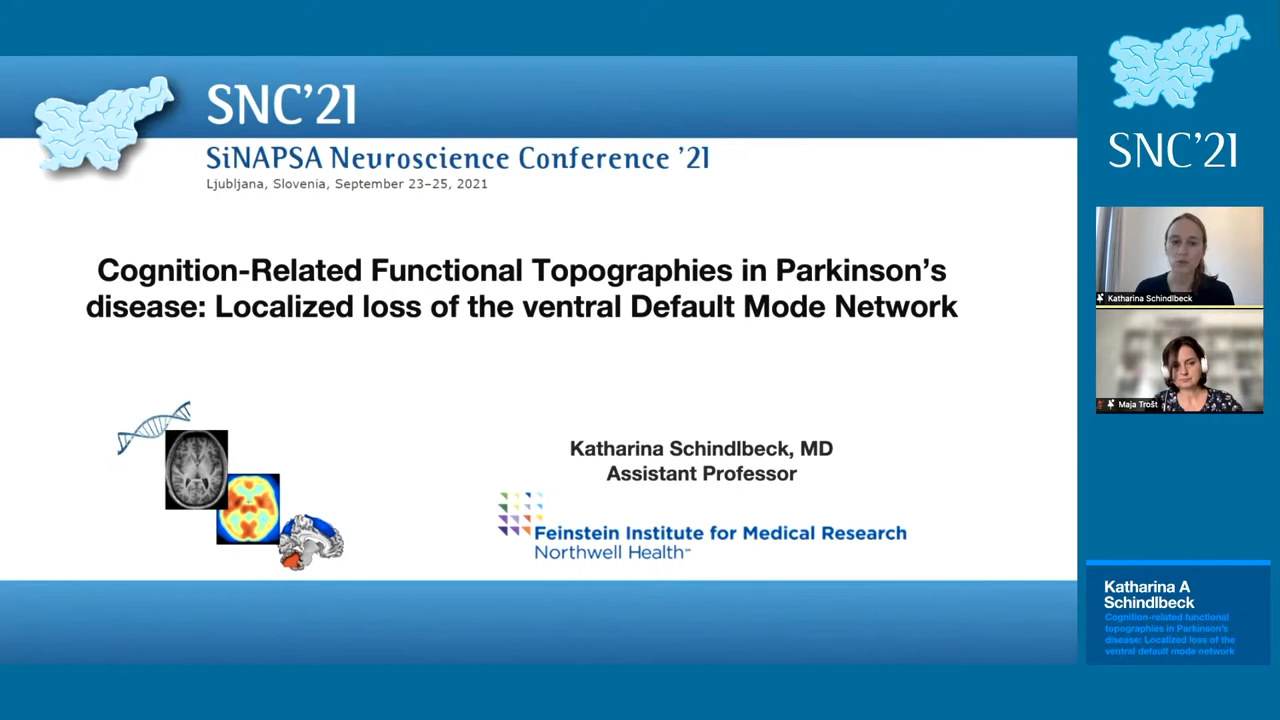 SNC’21
SiNAPSA Neuroscience Conference ’21
Ljubljana, Slovenia, September 23–25, 2021
Cognition-Related Functional Topographies in Parkinson’s
disease: Localized loss of the ventral Default Mode Network
Katharina Schindlbeck, MD
Assistant Professor
Feinstein Institute for Medical Research
Northwell Health℠
SNC’21
Katharina Schindlbeck
Maja Trošt
Katharina A
Schindlbeck
Cognition-related functional
topographies in Parkinson’s
disease: Localized loss of the
ventral default mode network